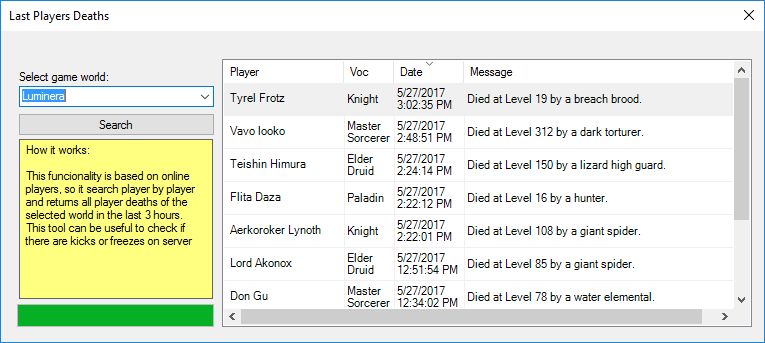 Last Players Deaths
Select game world:
Luminera
Search
How it works:
This funcionality is based on online
players, so it search player by player
and returns all player deaths of the
selected world in the last 3 hours.
This tool can be useful to check if
there are kicks or freezes on server
Player Voc Date Message
Tyrel Frotz Knight 5/27/2017 3:02:35 PM Died at Level 19 by a breach brood.
Vavo looko Master Sorcerer 5/27/2017 2:48:51 PM Died at Level 312 by a dark torturer.
Teishin Himura Elder Druid 5/27/2017 2:24:14 PM Died at Level 150 by a lizard high guard.
Flita Daza Paladin 5/27/2017 2:22:12 PM Died at Level 16 by a hunter.
Aerkoroker Lynoth Knight 5/27/2017 2:22:01 PM Died at Level 108 by a giant spider.
Lord Akonox Elder Druid 5/27/2017 12:51:54 PM Died at Level 85 by a giant spider.
Don Gu Master Sorcerer 5/27/2017 12:34:02 PM Died at Level 78 by a water elemental.